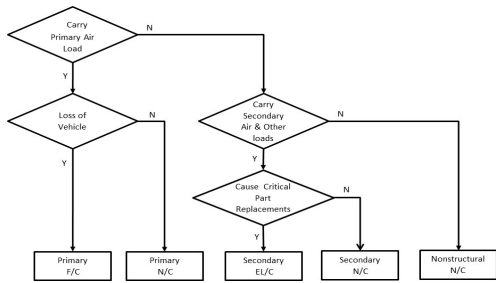 Carry
Primary Air
Load
N
Y
Loss of
Vehicle
N
Carry
Secondary
Air & Other
loads
N
Y
Y
Cause Critical
Part
Replacements
N
Y
Primary
F/C
Primary
N/C
Secondary
EL/C
Secondary
N/C
Nonstructural
N/C